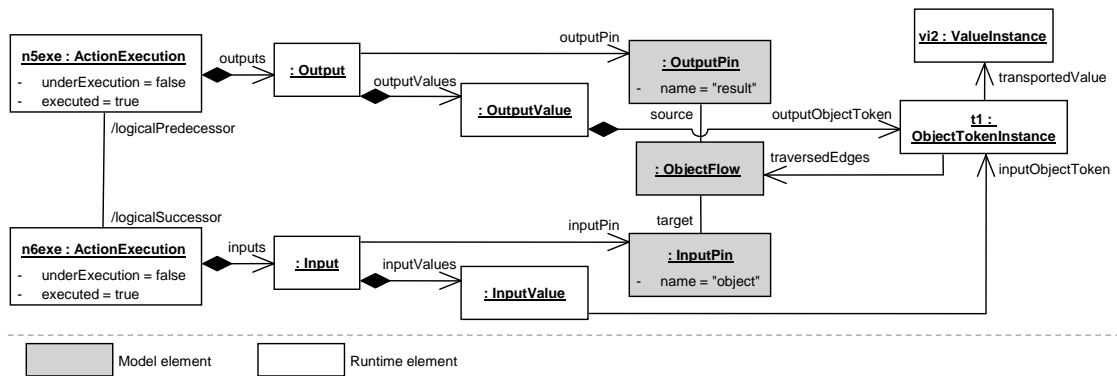 vi2 : ValueInstance
outputPin
n5exe : ActionExecution
- underExecution = false
- executed = true
outputs
: Output
: OutputPin
- name = "result"
outputValues
transportedValue
: OutputValue
source
outputObjectToken
t1 :
ObjectTokenInstance
/logicalPredecessor
: ObjectFlow
traversedEdges
inputObjectToken
/logicalSuccessor
target
inputPin
n6exe : ActionExecution
- underExecution = false
- executed = true
inputs
: Input
: InputPin
- name = "object"
inputValues
: InputValue
Model element
Runtime element